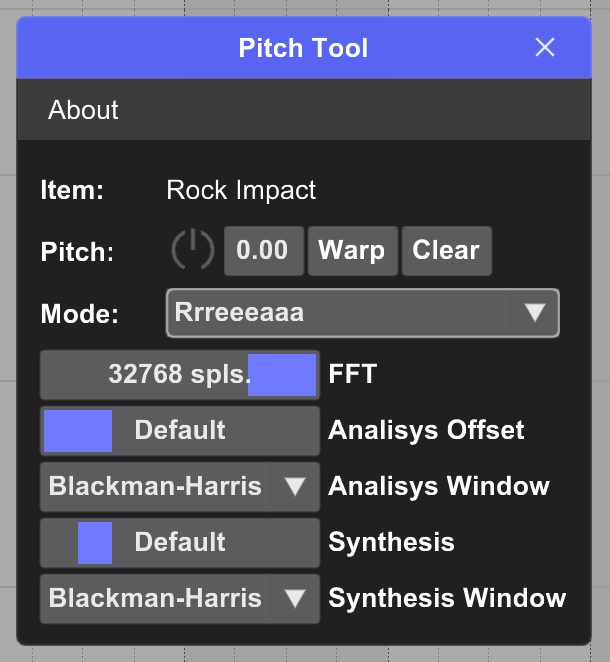 Pitch Tool
About
Item: Rock Impact
Pitch: 0.00 Warp Clear
Mode: Rrreeeaaa
32768 spls. FFT
Default Analisys Offset
Blackman-Harris Analisys Window
Default Synthesis
Blackman-Harris Synthesis Window